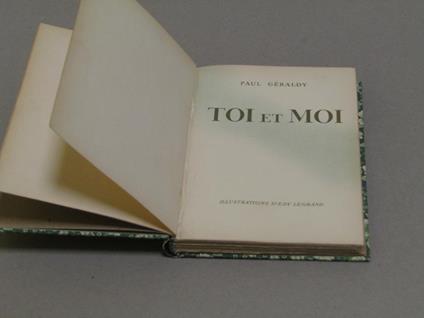 PAUL GÉRALDY
TOI ET MOI
ILLUSTRATIONS D'EDY LEGRAND